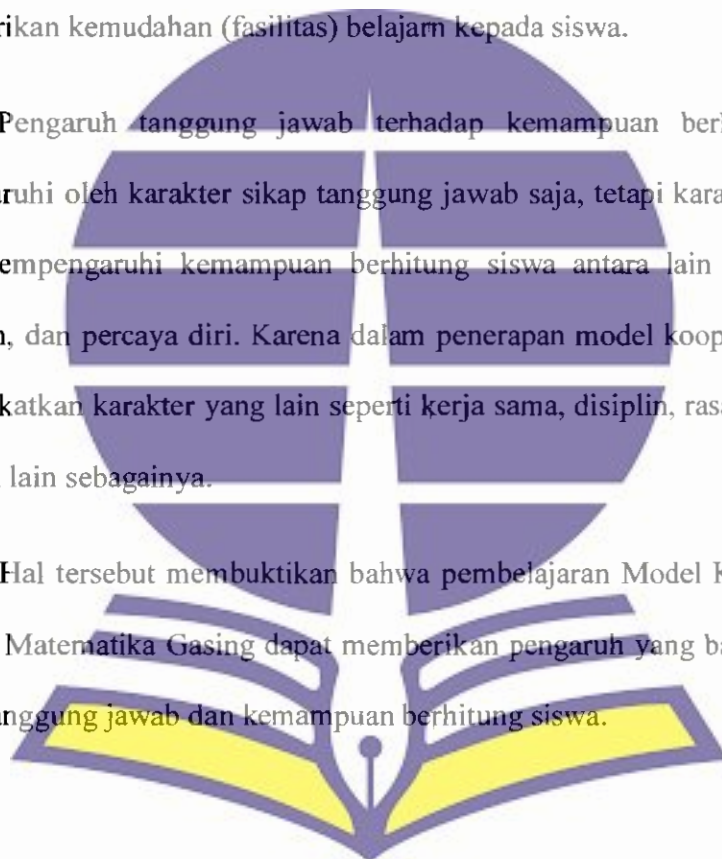 rikan kemudahan (fasilitas) belajarn kepada siswa.
Pengaruh tanggung jawab terhadap kemampuan ber
ruhi oleh karakter sikap tanggung jawab saja, tetapi kara
empengaruhi kemampuan berhitung siswa antara lain
, dan percaya diri. Karena dalam penerapan model koop
katkan karakter yang lain seperti kerja sama, disiplin, rasa
lain sebagainya.
Hal tersebut membuktikan bahwa pembelajaran Model K
Matematika Gasing dapat memberikan pengaruh yang ba
nggung jawab dan kemampuan berhitung siswa.